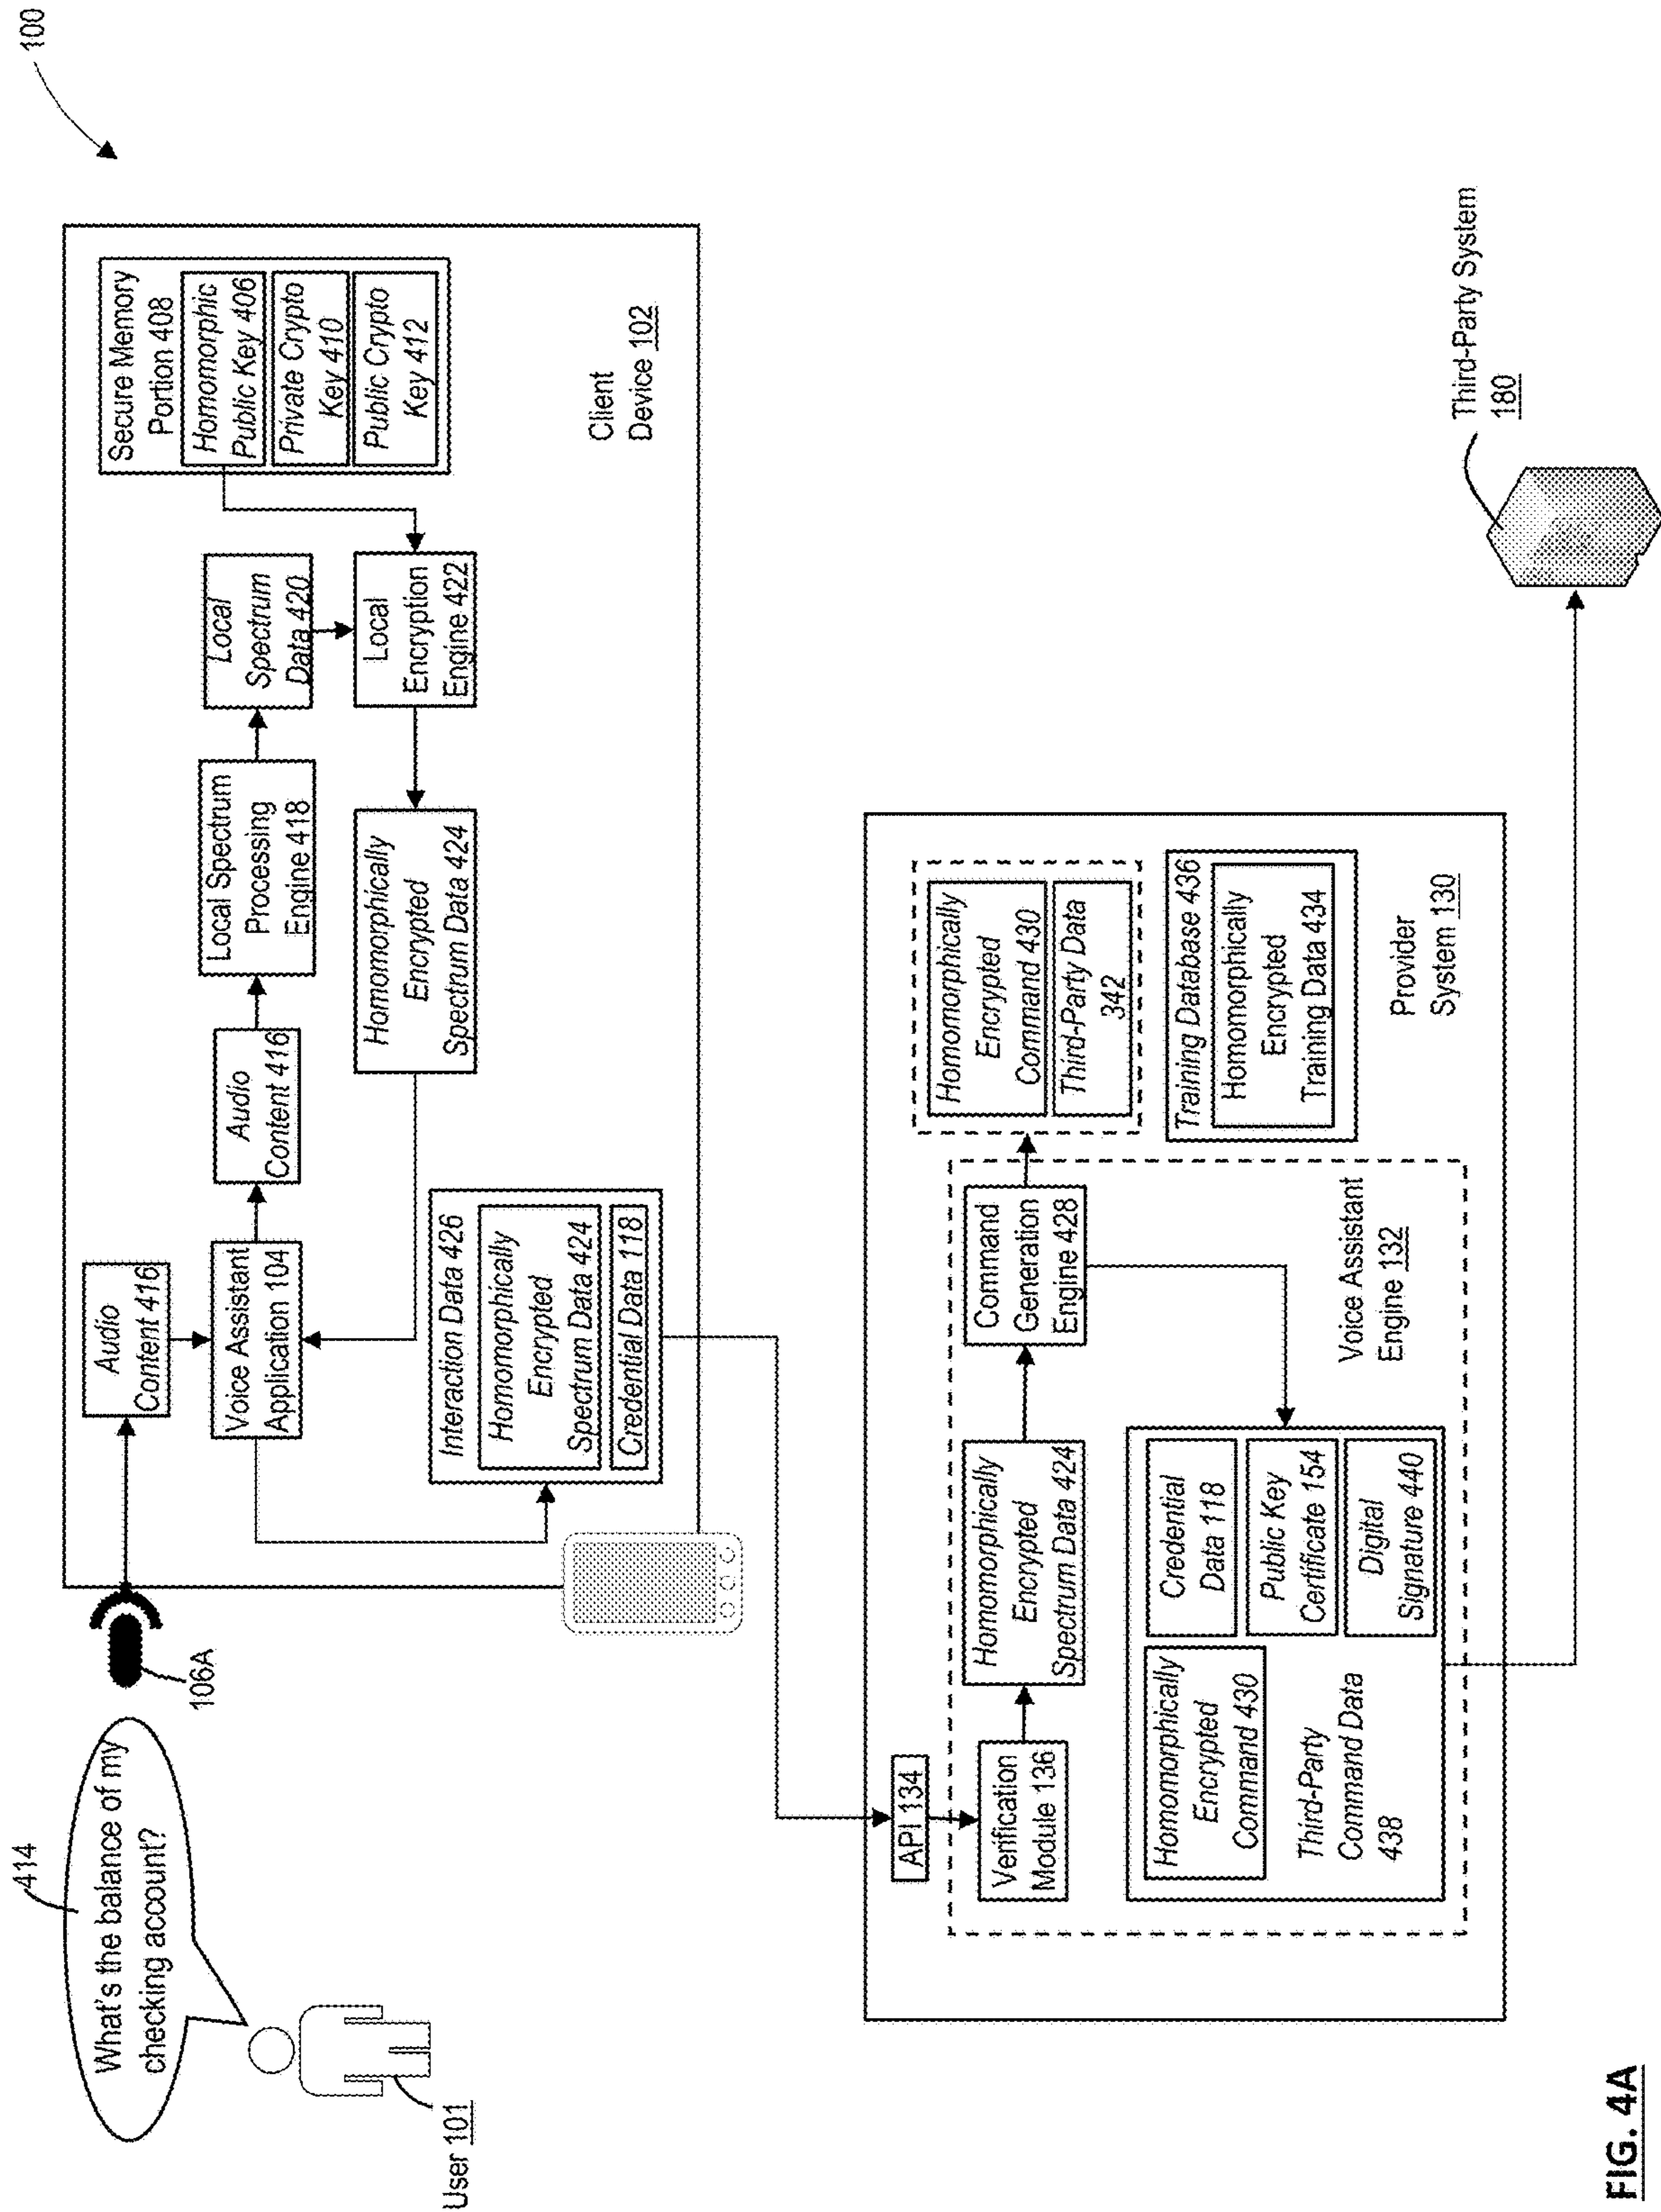 100
414
What's the balance of my
checking account?
User 101
106A
Audio
Content 416
Voice Assistant
Application 104
Audio
Content 416
Local Spectrum
Processing
Engine 418
Local
Spectrum
Data 420
Secure Memory
Portion 408
Homomorphic
Public Key 406
Private Crypto
Key 410
Public Crypto
Key 412
Local
Encryption
Engine 422
Homomorphically
Encrypted
Spectrum Data 424
Interaction Data 426
Homomorphically
Encrypted
Spectrum Data 424
Credential Data 118
Client
Device 102
API 134
Verification
Module 136
Homomorphically
Encrypted
Spectrum Data 424
Command
Generation
Engine 428
Homomorphically
Encrypted
Command 430
Third-Party Data
342
Training Database 436
Homomorphically
Encrypted
Training Data 434
Homomorphically
Encrypted
Command 430
Third-Party
Command Data
438
Credential
Data 118
Public Key
Certificate 154
Digital
Signature 440
Voice Assistant
Engine 132
Provider
System 130
Third-Party System
180
FIG. 4A